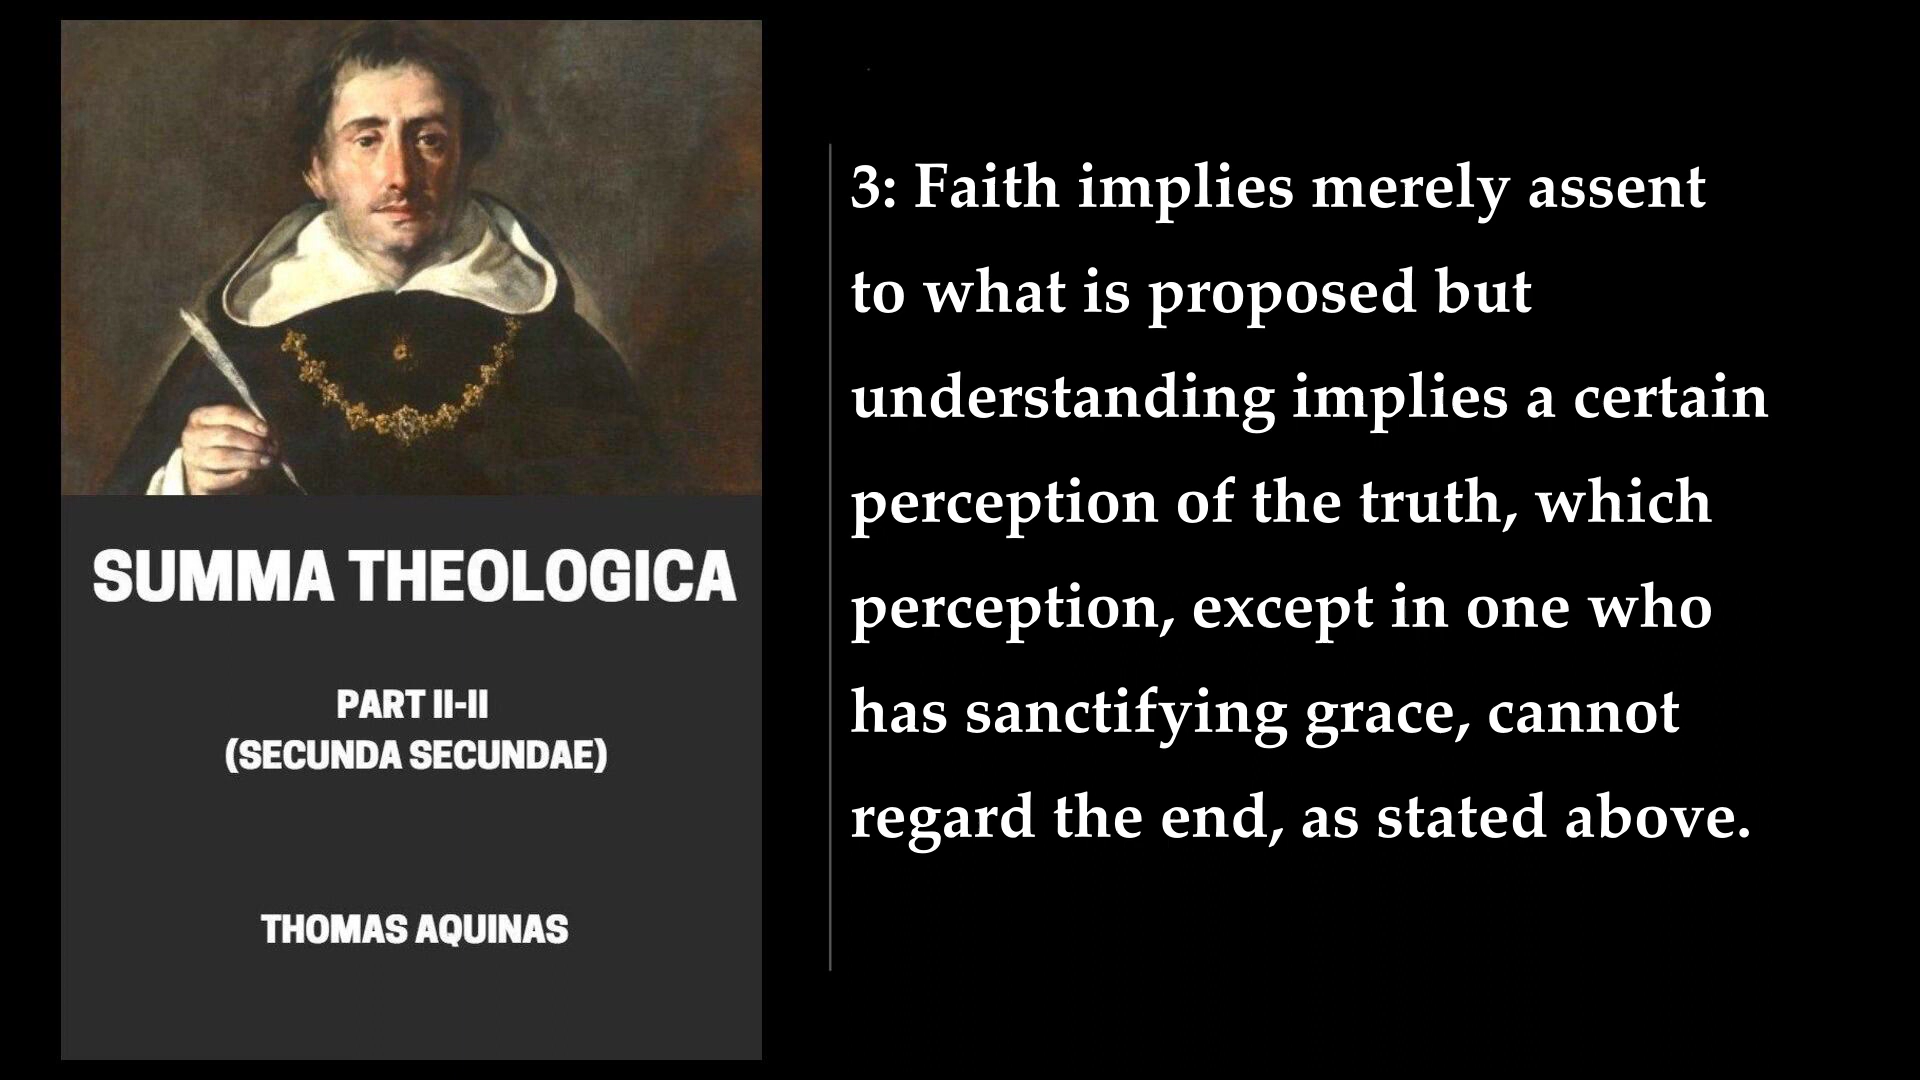 SUMMA THEOLOGICA
PART II-II
(SECUNDA SECUNDAE)
THOMAS AQUINAS
3: Faith implies merely assent
to what is proposed but
understanding implies a certain
perception of the truth, which
perception, except in one who
has sanctifying grace, cannot
regard the end, as stated above.